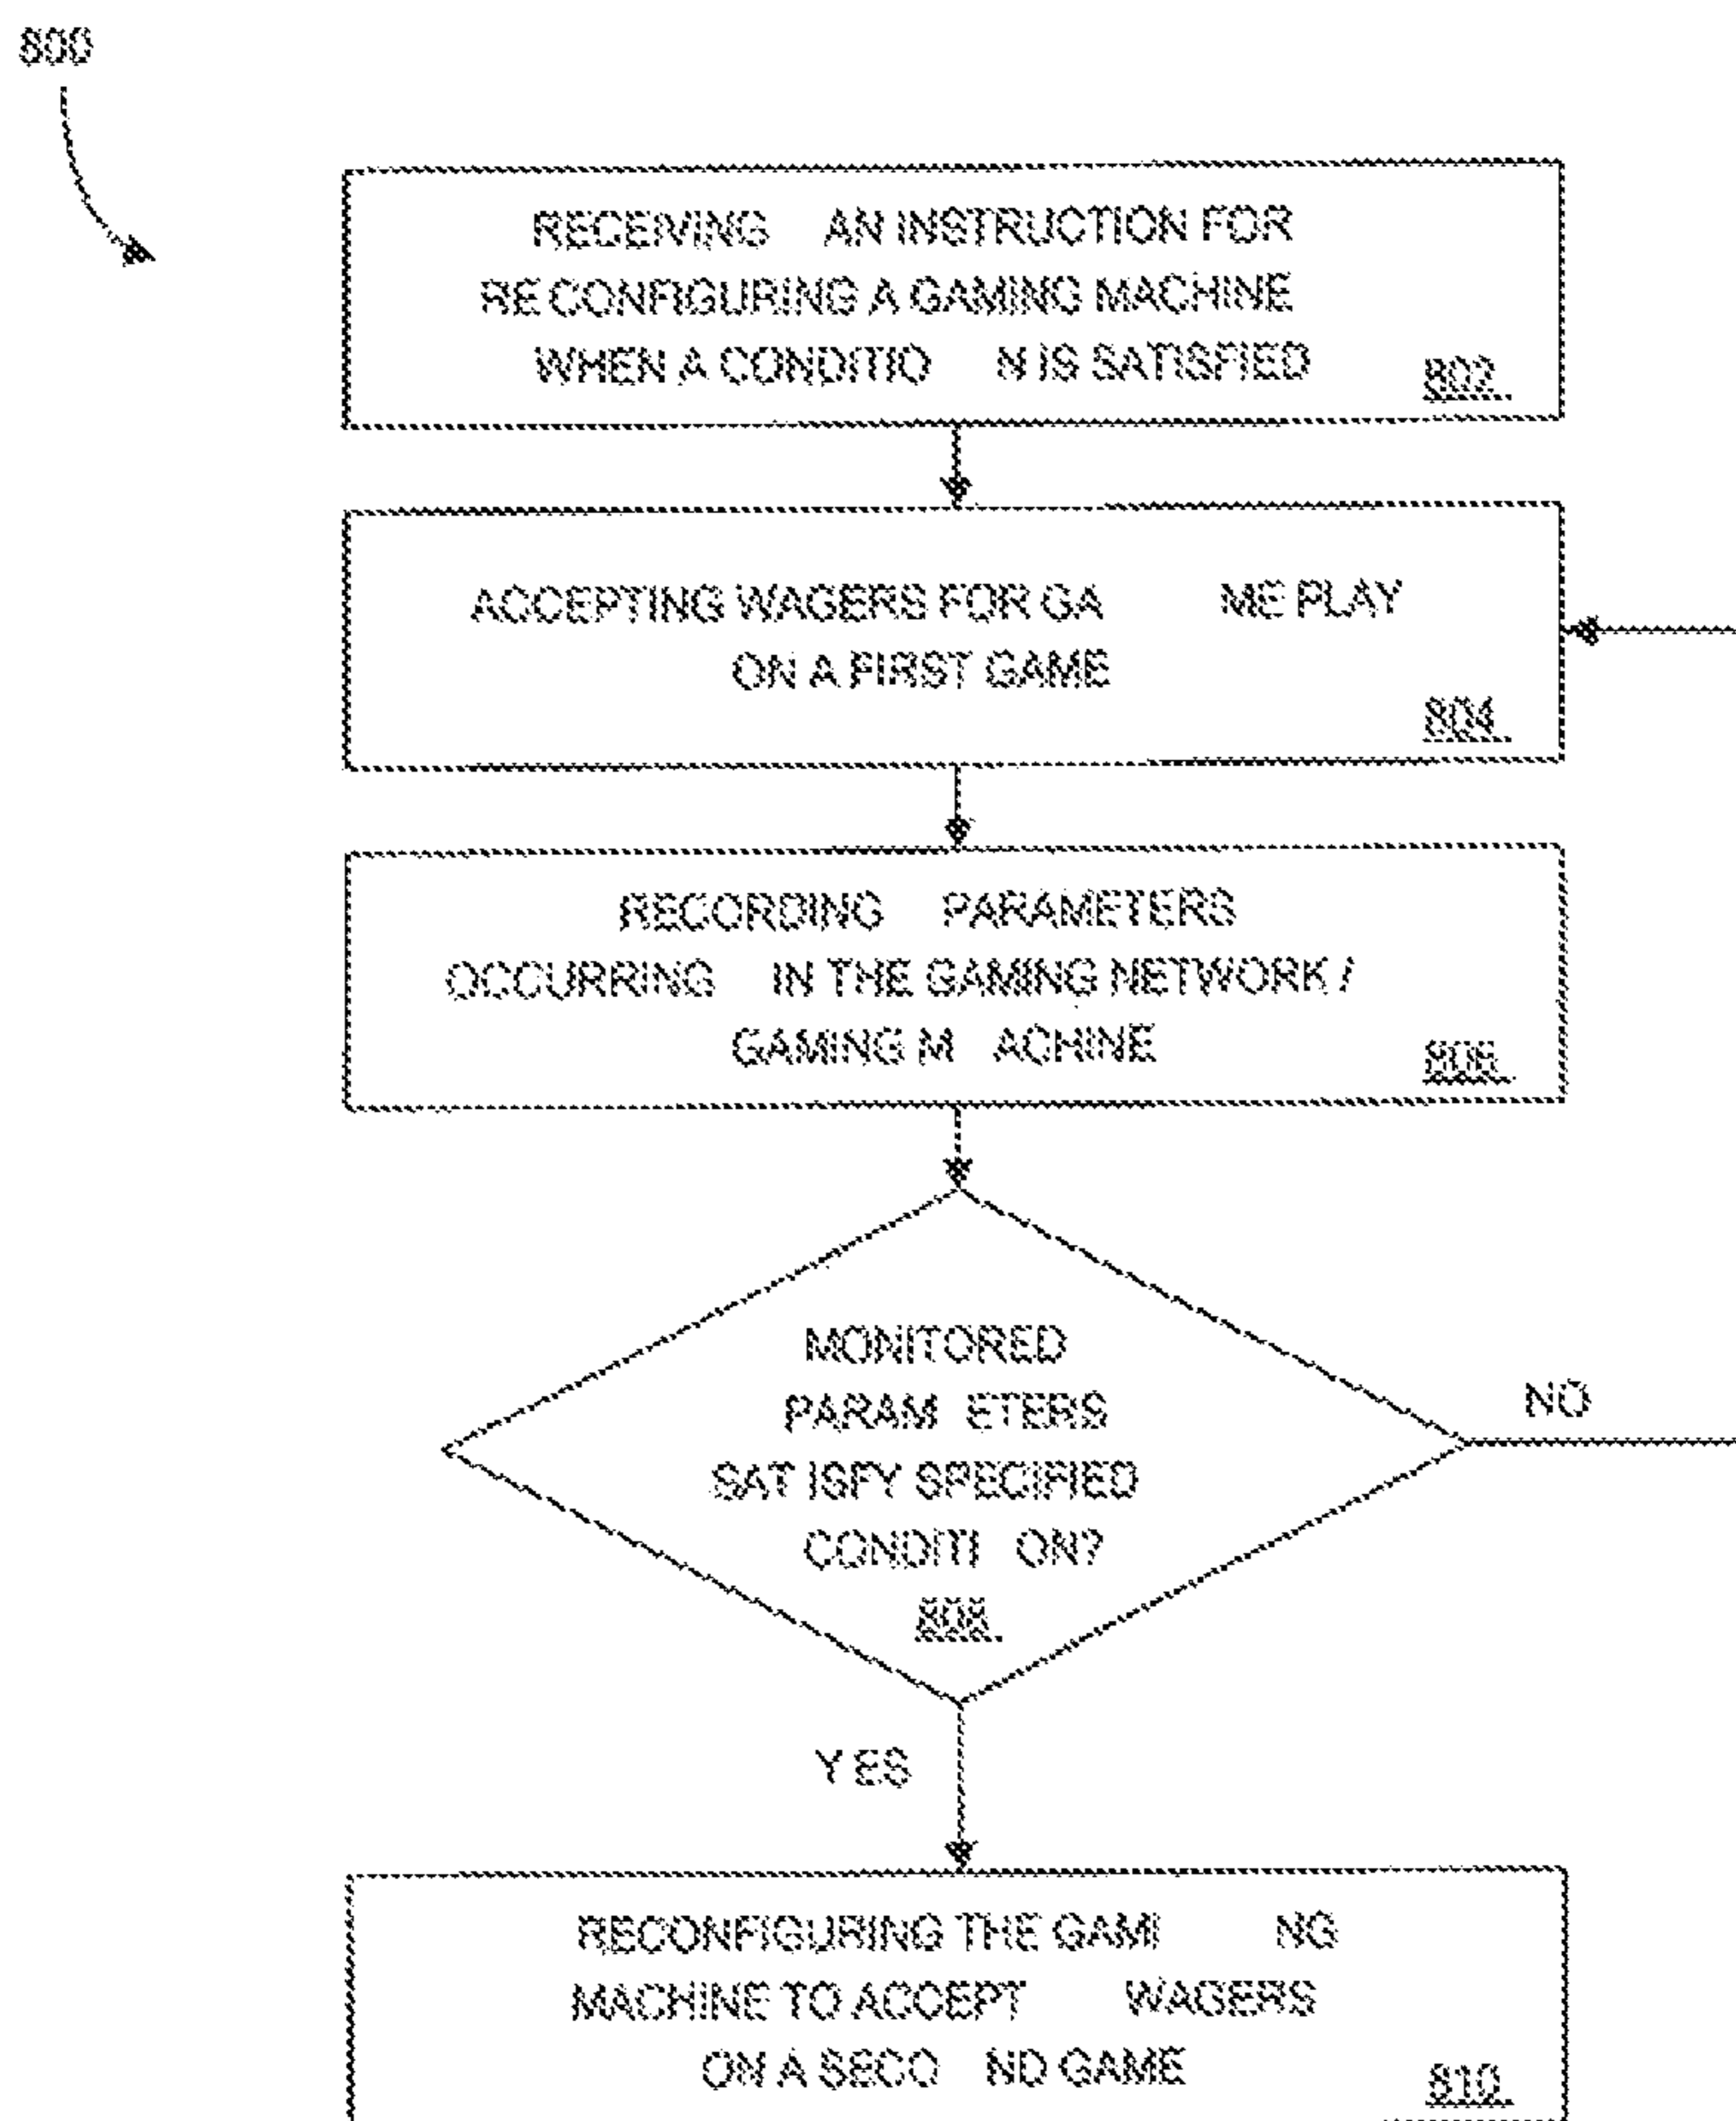 800
RECEIVING AN INSTRUCTION FOR
RE CONFIGURING A GAMING MACHINE
WHEN A CONDITIO N IS SATISFIED
802
ACCEPTING WAGERS FOR GA ME PLAY
ON A FIRST GAME
804
RECORDING PARAMETERS
OCCURRING IN THE GAMING NETWORK /
GAMING M ACHINE
806
MONITORED
PARAM ETERS
SAT ISFY SPECIFIED
CONDITI ON?
808
NO
Y ES
RECONFIGURING THE GAMI NG
MACHINE TO ACCEPT WAGERS
ON A SECO ND GAME
810